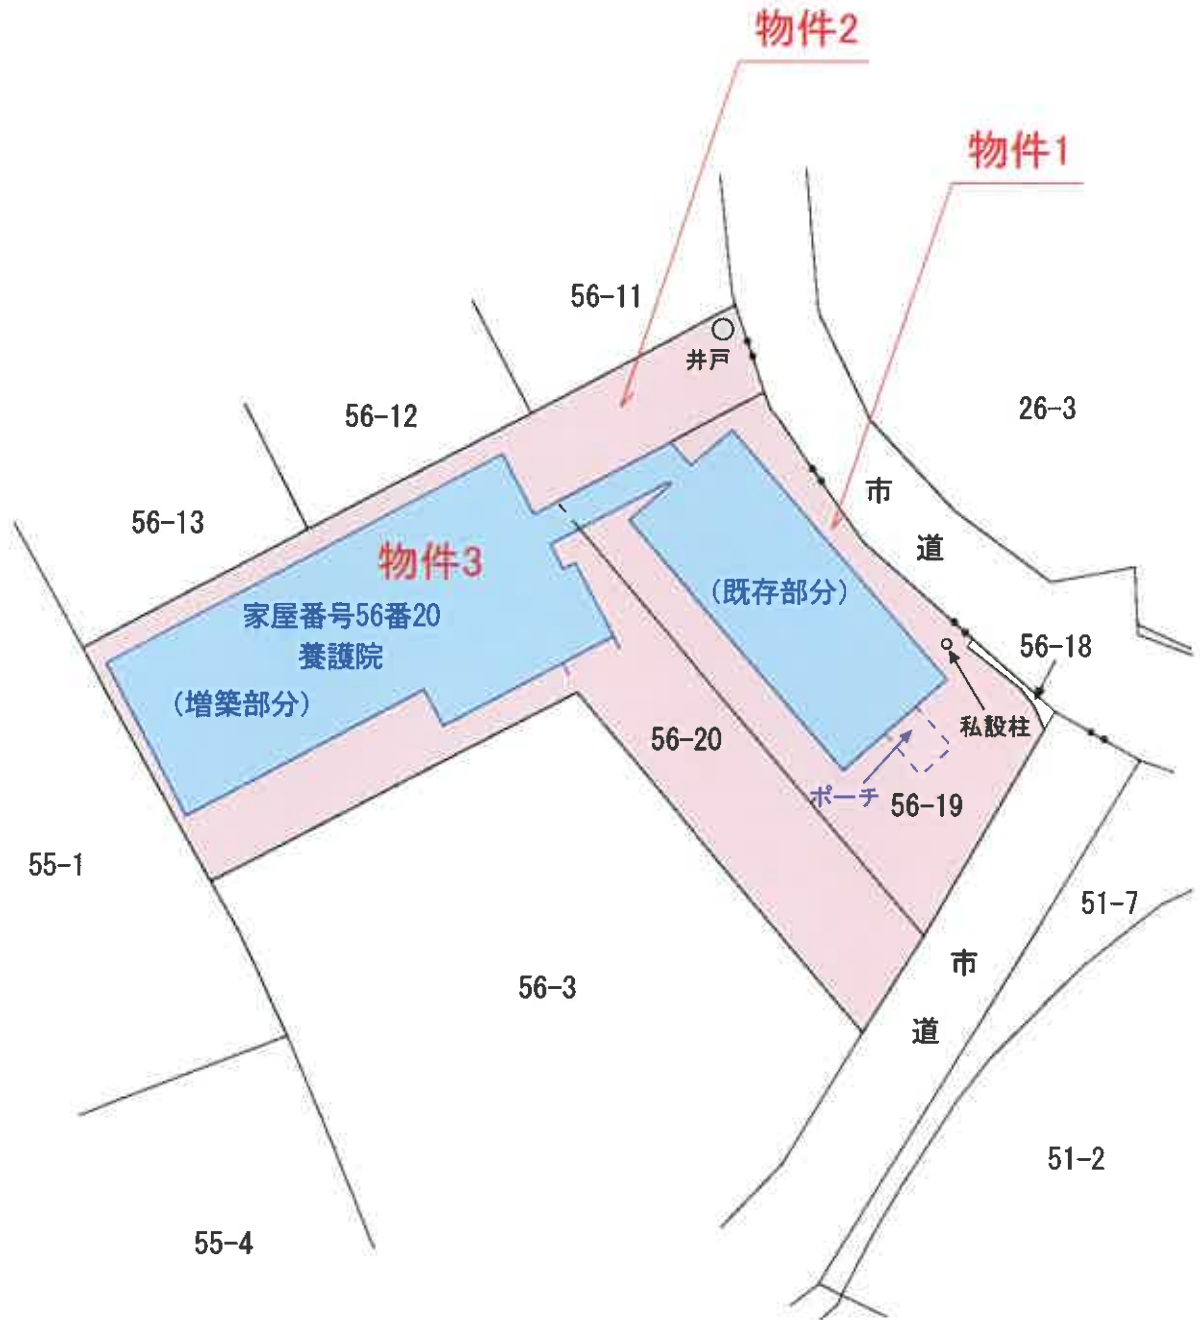 物件2
物件1
56-11
井戸
56-12
26-3
56-13
市
道
物件3
家屋番号56番20
養護院
(増築部分)
(既存部分)
56-18
私設柱
56-20
ポーチ
56-19
55-1
51-7
市
道
56-3
51-2
55-4